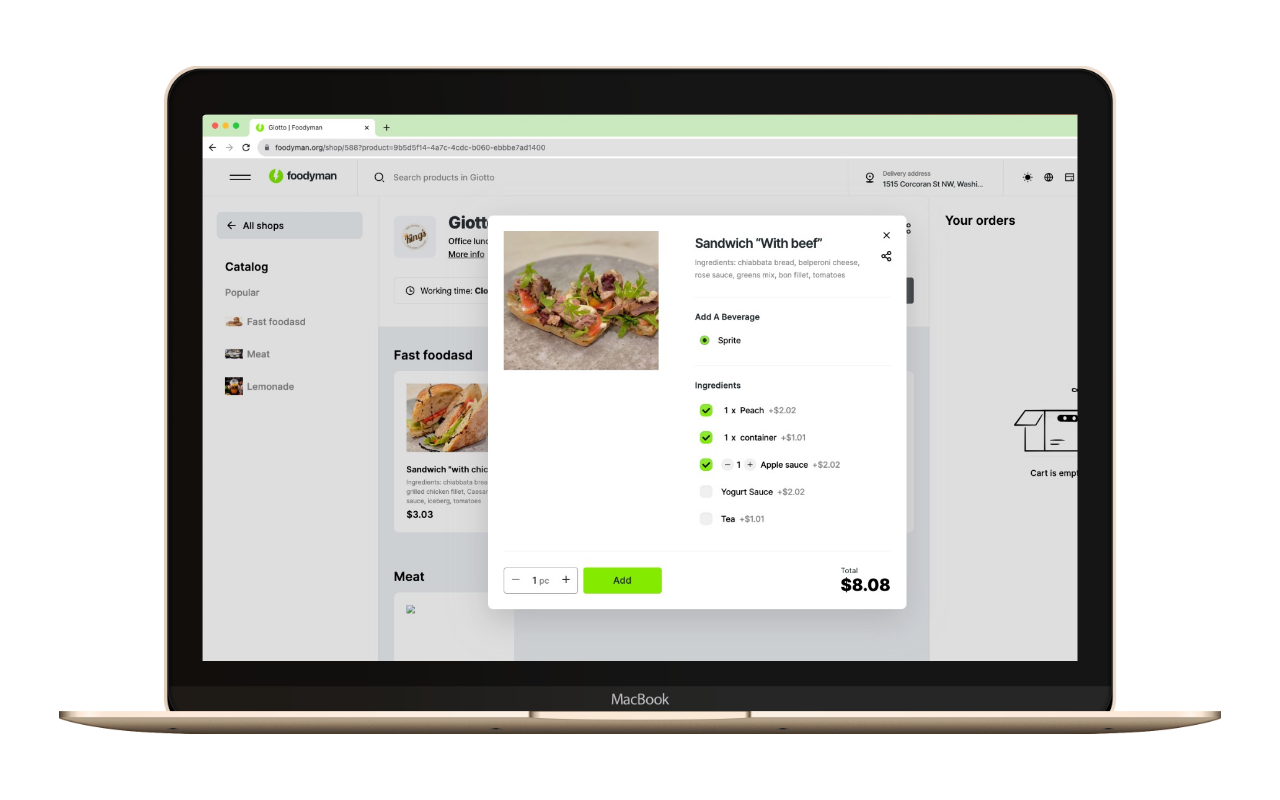 Giotto | Foodyman
foodyman.org/shop/588?product=9b5d5f14-4a7c-4cdc-b060-ebbbe7ad1400
foodyman
Search products in Giotto
Delivery address
1515 Corcoran St NW, Washi...
All shops
Catalog
Popular
Fast foodasd
Meat
Lemonade
King's
Giott
Office lunc
More info
Working time: Clo
Fast foodasd
Sandwich "with chic
Ingredients: chiabbata brea
grilled chicken fillet, Caesar
sauce, iceberg, tomatoes
$3.03
Meat
Sandwich "With beef"
Ingredients: chiabbata bread, belperoni cheese,
rose sauce, greens mix, bon fillet, tomatoes
Add A Beverage
Sprite
Ingredients
1 x Peach +$2.02
1 x container +$1.01
− 1 + Apple sauce +$2.02
Yogurt Sauce +$2.02
Tea +$1.01
− 1 pc +
Add
Total
$8.08
Your orders
Cart is empt
MacBook